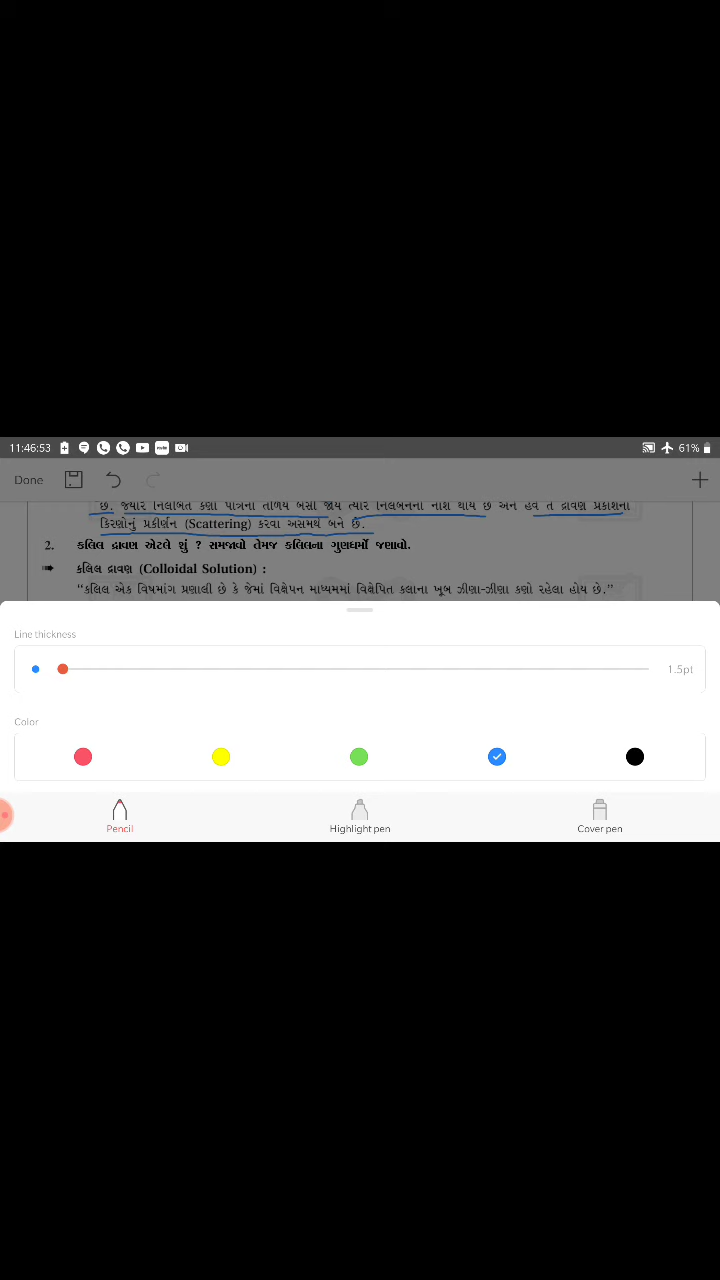 11:46:53
61%
Done
છે. જ્યારે નિલંબિત કણો પાત્રના તળિયે બેસી જાય ત્યારે નિલંબનનો નાશ થાય છે અને હવે તે દ્રાવણ પ્રકાશના
કિરણોનું પ્રકીર્ણન (Scattering) કરવા અસમર્થ બને છે.
2. કલિલ દ્રાવણ એટલે શું ? સમજાવો તેમજ કલિલના ગુણધર્મો જણાવો.
કલિલ દ્રાવણ (Colloidal Solution) :
“કલિલ એક વિષમાંગ પ્રણાલી છે કે જેમાં વિક્ષેપન માધ્યમમાં વિક્ષેપિત કલાના ખૂબ ઝીણા-ઝીણા કણો રહેલા હોય છે.”
Line thickness
1.5pt
Color
Pencil
Highlight pen
Cover pen